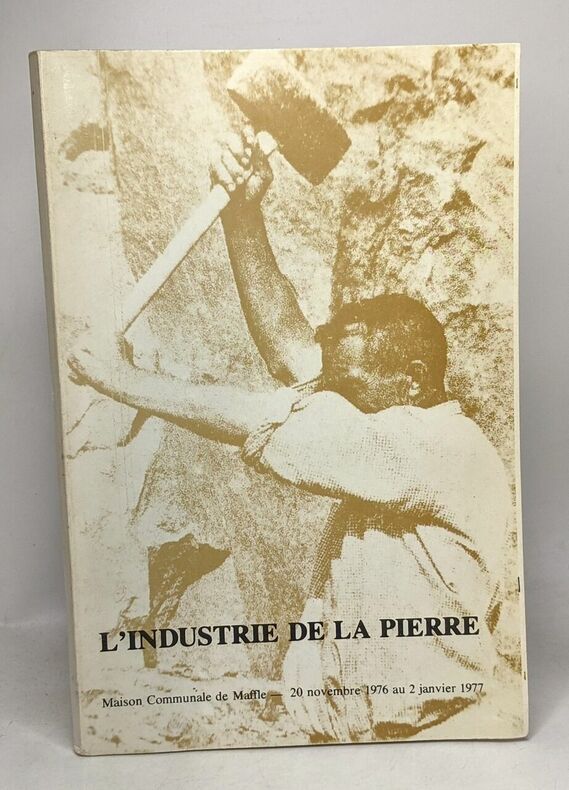 L'INDUSTRIE DE LA PIERRE
Maison Communale de Maffle — 20 novembre 1976 au 2 janvier 1977